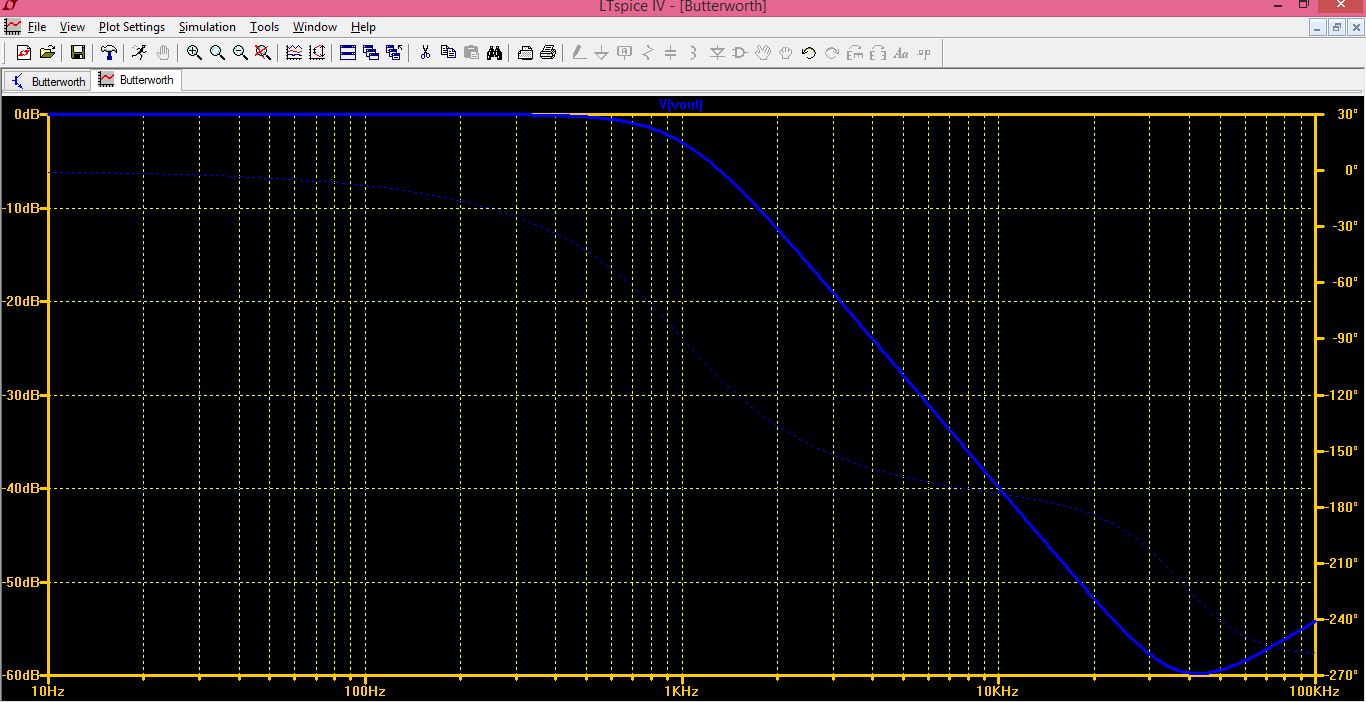 LTspice IV - [Butterworth]
File View Plot Settings Simulation Tools Window Help
Butterworth Butterworth
V(vout)
0dB 30°
0°
-10dB
-30°
-20dB
-60°
-90°
-30dB -120°
-150°
-40dB
-180°
-50dB
-210°
-240°
-60dB -270°
10Hz 100Hz 1KHz 10KHz 100KHz